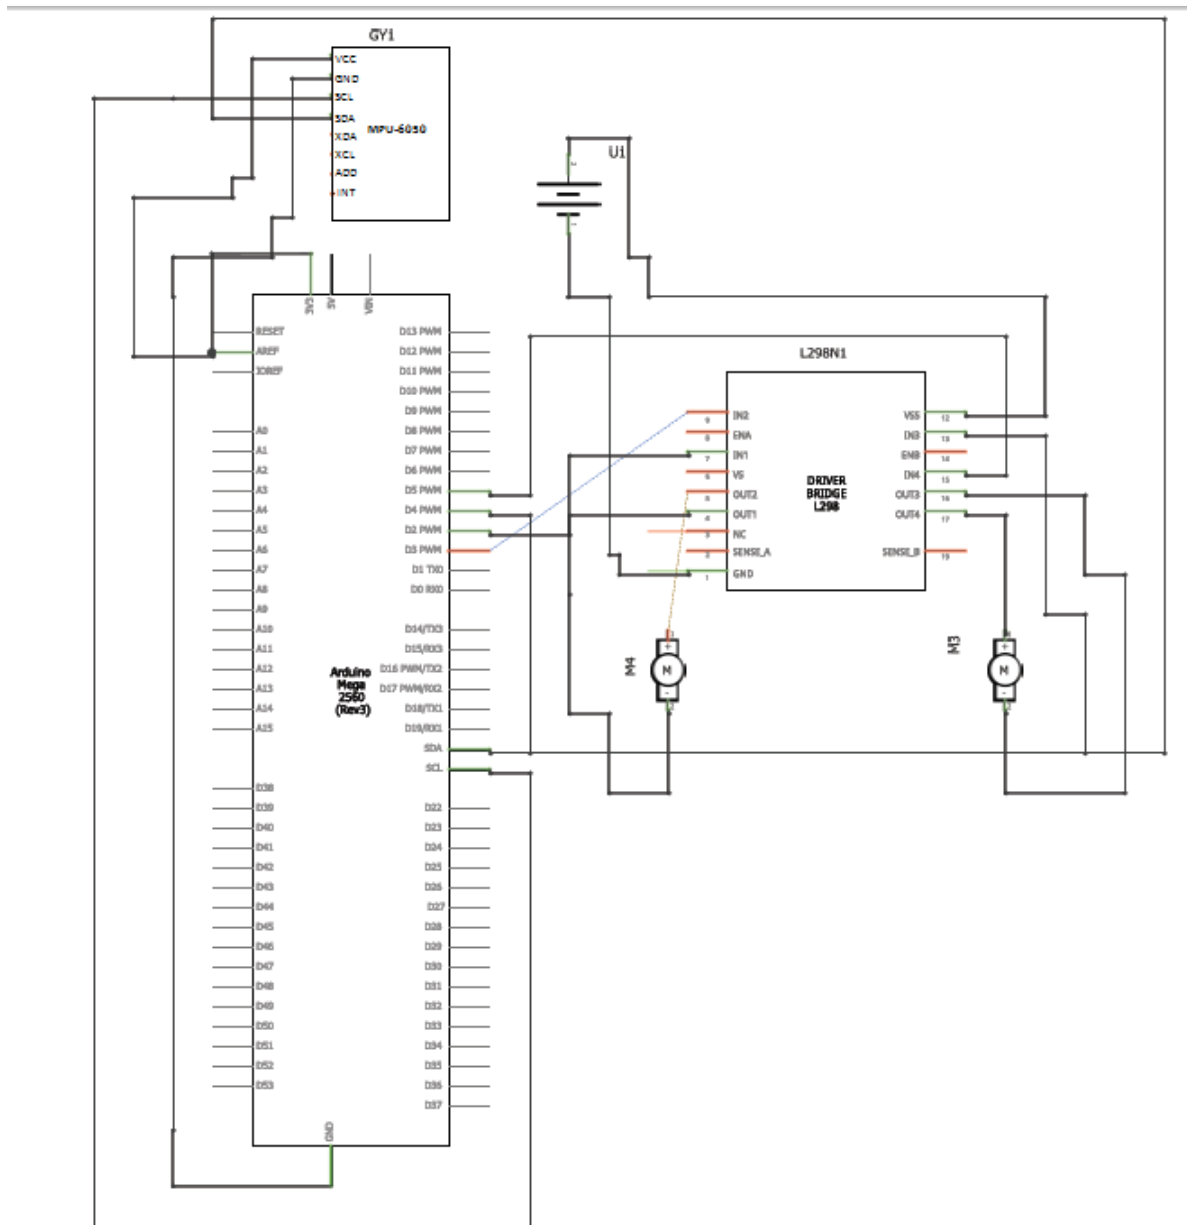 GY1
VCC
GND
SCL
SDA
XDA
XCL
ADD
INT
MPU-6050
U1
3V3
5V
VIN
RESET
AREF
IOREF
A0
A1
A2
A3
A4
A5
A6
A7
A8
A9
A10
A11
A12
A13
A14
A15
D38
D39
D40
D41
D42
D43
D44
D45
D46
D47
D48
D49
D50
D51
D52
D53
Arduino
Mega
2560
(Rev3)
D13 PWM
D12 PWM
D11 PWM
D10 PWM
D9 PWM
D8 PWM
D7 PWM
D6 PWM
D5 PWM
D4 PWM
D2 PWM
D3 PWM
D1 TX0
D0 RX0
D14/TX3
D15/RX3
D16 PWM/TX2
D17 PWM/RX2
D18/TX1
D19/RX1
SDA
SCL
D22
D23
D24
D25
D26
D27
D28
D29
D30
D31
D32
D33
D34
D35
D36
D37
GND
L298N1
IN2
9
ENA
8
IN1
7
VS
6
OUT2
5
OUT1
4
NC
3
SENSE_A
2
GND
1
DRIVER
BRIDGE
L298
VSS
12
IN3
13
ENB
14
IN4
15
OUT3
16
OUT4
17
SENSE_B
19
M4
+
M
-
M3
+
M
-